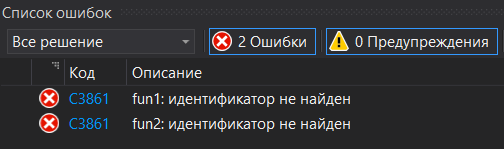 Список ошибок
Все решение 2 Ошибки 0 Предупреждения
Код Описание
C3861 fun1: идентификатор не найден
C3861 fun2: идентификатор не найден